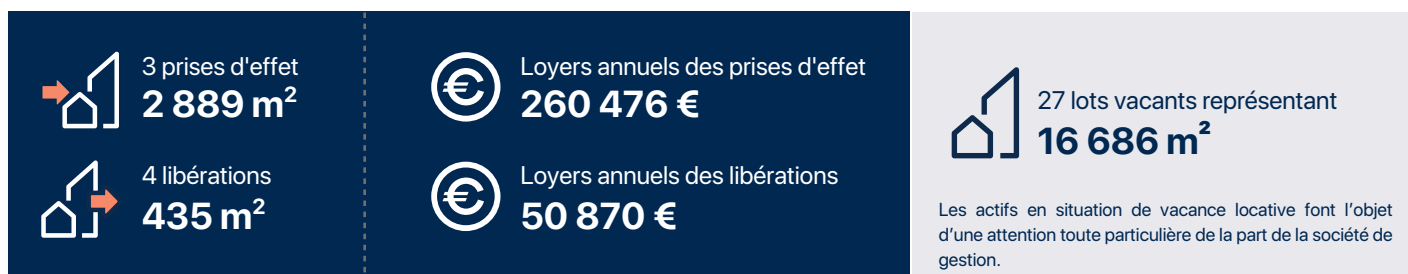 3 prises d'effet
2 889 m²
4 libérations
435 m²
Loyers annuels des prises d'effet
260 476 €
Loyers annuels des libérations
50 870 €
27 lots vacants représentant
16 686 m²
Les actifs en situation de vacance locative font l'objet
d'une attention toute particulière de la part de la société de
gestion.